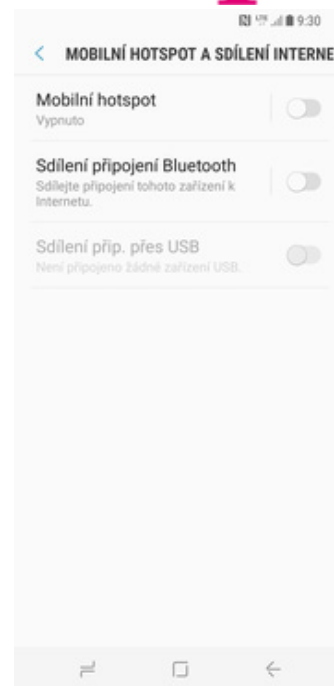 9:30
MOBILNÍ HOTSPOT A SDÍLENÍ INTERNE
Mobilní hotspot
Vypnuto
Sdílení připojení Bluetooth
Sdílejte připojení tohoto zařízení k
Internetu.
Sdílení přip. přes USB
Není připojeno žádné zařízení USB.